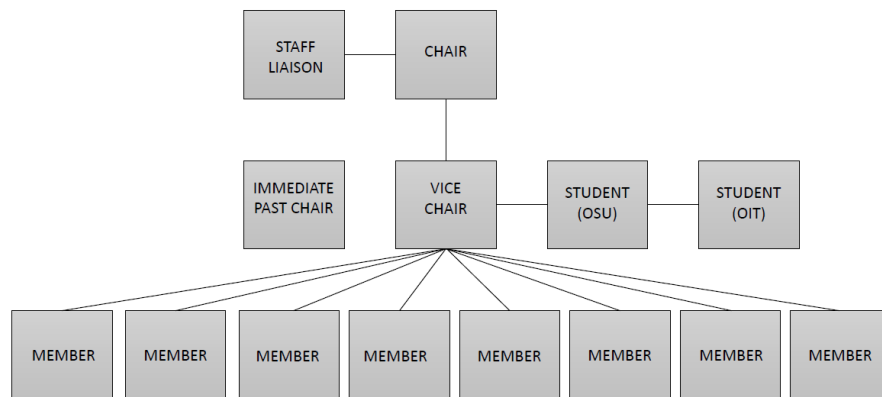 STAFF
LIAISON
CHAIR
IMMEDIATE
PAST CHAIR
VICE
CHAIR
STUDENT
(OSU)
STUDENT
(OIT)
MEMBER
MEMBER
MEMBER
MEMBER
MEMBER
MEMBER
MEMBER
MEMBER